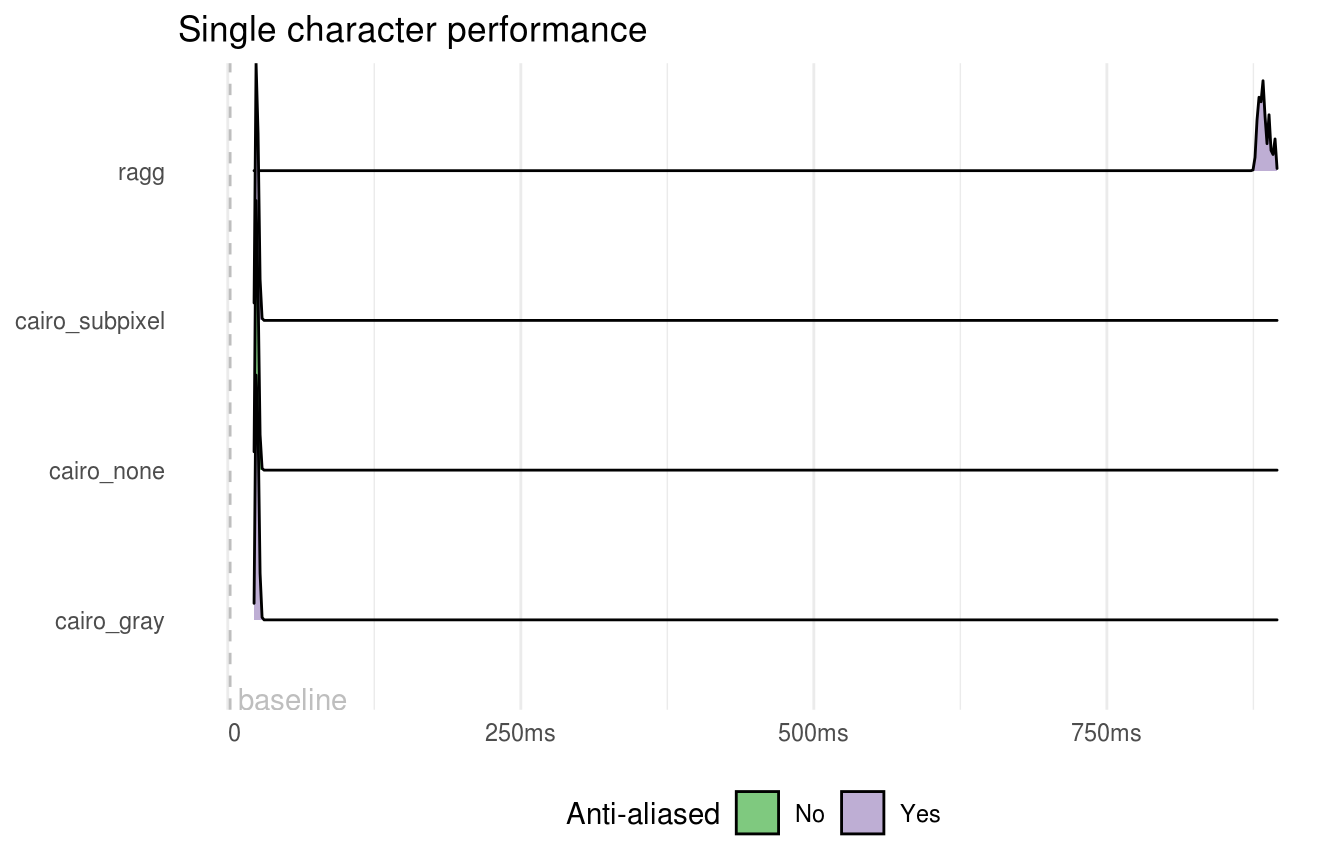 Single character performance
ragg
cairo_subpixel
cairo_none
cairo_gray
baseline
0 250ms 500ms 750ms
Anti-aliased No Yes